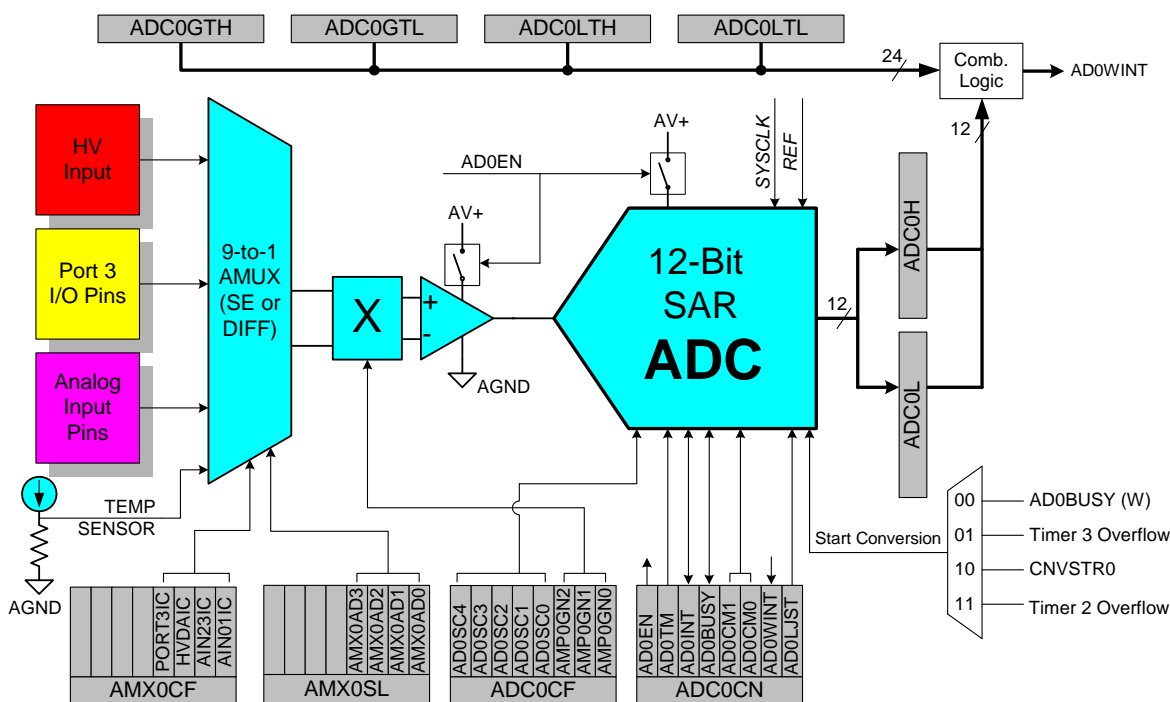 ADC0GTH
ADC0GTL
ADC0LTH
ADC0LTL
24
Comb.
Logic
AD0WINT
12
HV
Input
Port 3
I/O Pins
Analog
Input
Pins
9-to-1
AMUX
(SE or
DIFF)
AD0EN
AV+
AV+
SYSCLK
REF
X
+
-
AGND
12-Bit
SAR
ADC
12
ADC0H
ADC0L
TEMP
SENSOR
AGND
Start Conversion
00
AD0BUSY (W)
01
Timer 3 Overflow
10
CNVSTR0
11
Timer 2 Overflow
PORT3IC
HVDAIC
AIN23IC
AIN01IC
AMX0CF
AMX0AD3
AMX0AD2
AMX0AD1
AMX0AD0
AMX0SL
AD0SC4
AD0SC3
AD0SC2
AD0SC1
AD0SC0
AMP0GN2
AMP0GN1
AMP0GN0
ADC0CF
AD0EN
AD0TM
AD0INT
AD0BUSY
AD0CM1
AD0CM0
AD0WINT
AD0LJST
ADC0CN